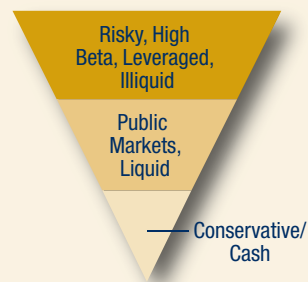 Risky, High
Beta, Leveraged,
Illiquid
Public
Markets,
Liquid
Conservative/
Cash